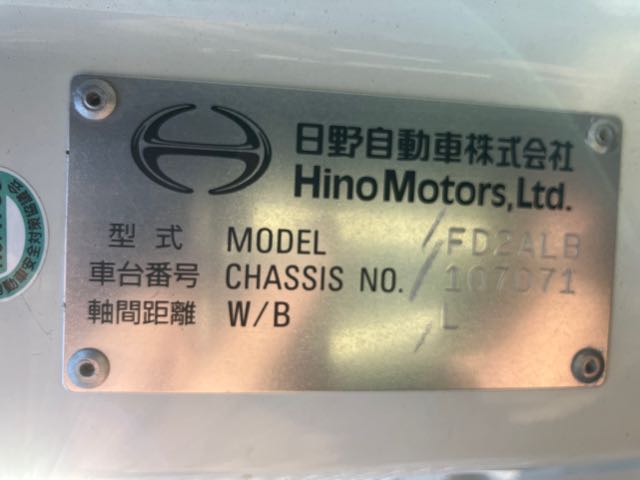 日野自動車株式会社
Hino Motors, Ltd.
型式 MODEL /FD2ALB
車台番号 CHASSIS NO. /107071
軸間距離 W/B /L